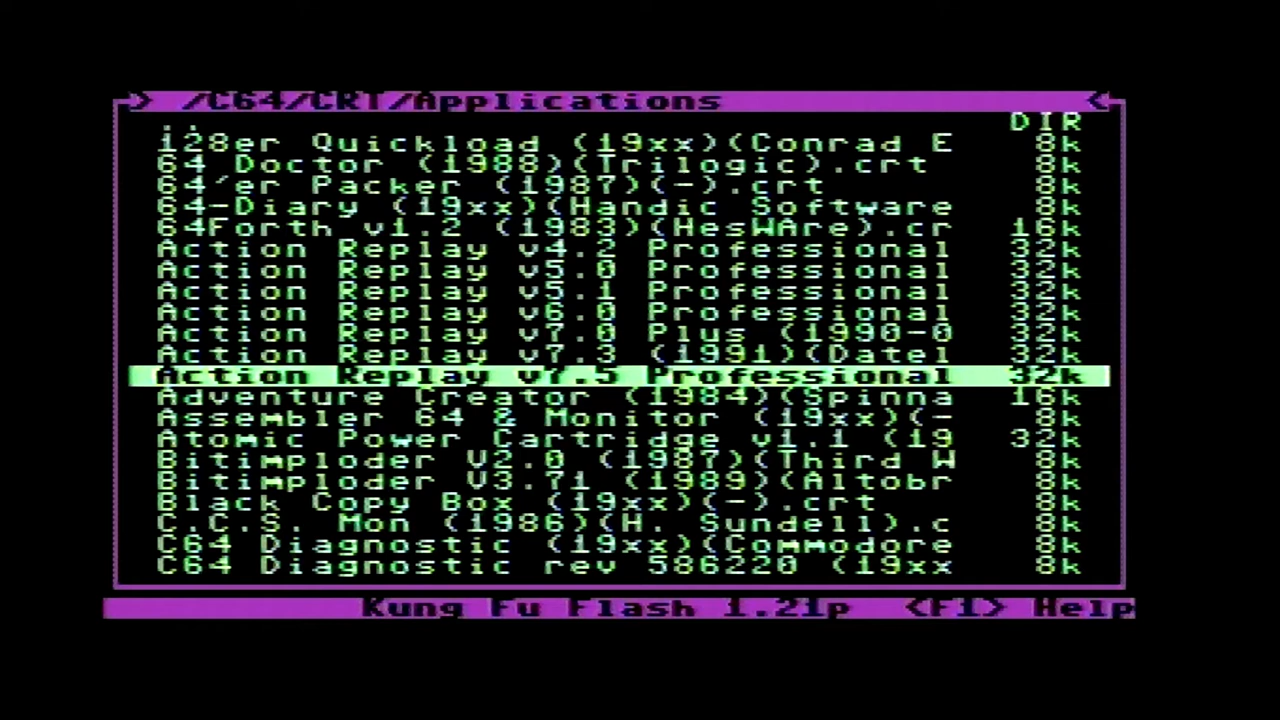 > /C64/CRT/Applications <
.. DIR
128er Quickload (19xx)(Conrad E 8k
64 Doctor (1988)(Trilogic).crt 8k
64'er Packer (1987)(-).crt 8k
64-Diary (19xx)(Handic Software 8k
64Forth v1.2 (1983)(HesWAre).cr 16k
Action Replay v4.2 Professional 32k
Action Replay v5.0 Professional 32k
Action Replay v5.1 Professional 32k
Action Replay v6.0 Professional 32k
Action Replay v7.0 Plus (1990-0 32k
Action Replay v7.3 (1991)(Datel 32k
Action Replay v7.5 Professional 32k
Adventure Creator (1984)(Spinna 16k
Assembler 64 & Monitor (19xx)(- 8k
Atomic Power Cartridge v1.1 (19 32k
Bitimploder V2.0 (1987)(Third W 8k
Bitimploder V3.71 (1989)(Altobr 8k
Black Copy Box (19xx)(-).crt 8k
C.C.S. Mon (1986)(H. Sundell).c 8k
C64 Diagnostic (19xx)(Commodore 8k
C64 Diagnostic rev 586220 (19xx 8k
Kung Fu Flash 1.21p <F1> Help